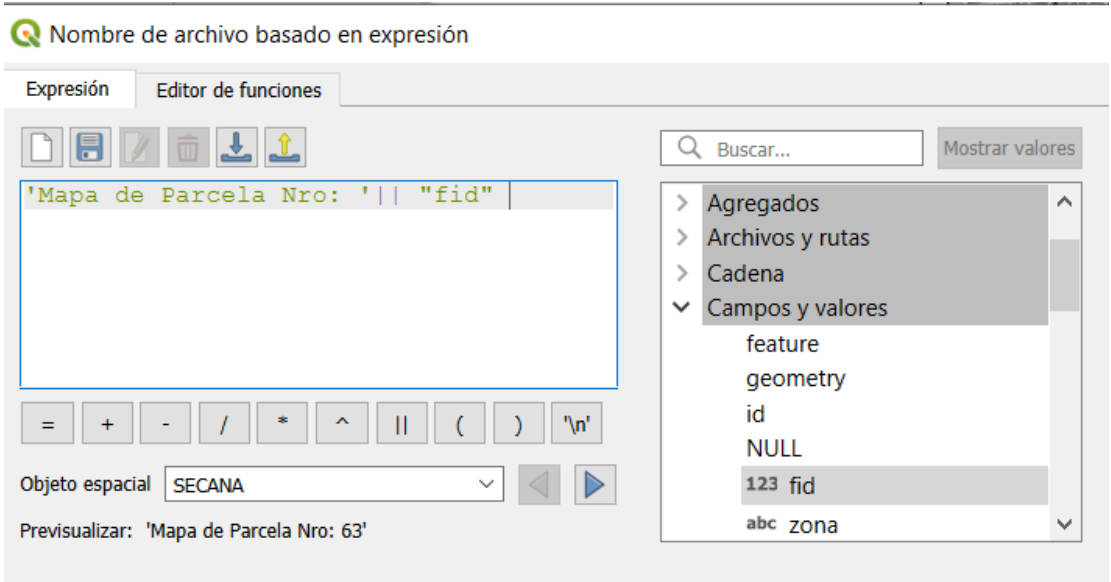 Nombre de archivo basado en expresión
Expresión
Editor de funciones
Buscar...
Mostrar valores
'Mapa de Parcela Nro: '|| "fid"
Agregados
Archivos y rutas
Cadena
Campos y valores
feature
geometry
id
NULL
123 fid
abc zona
= + - / * ^ || ( ) '\n'
Objeto espacial SECANA
Previsualizar: 'Mapa de Parcela Nro: 63'